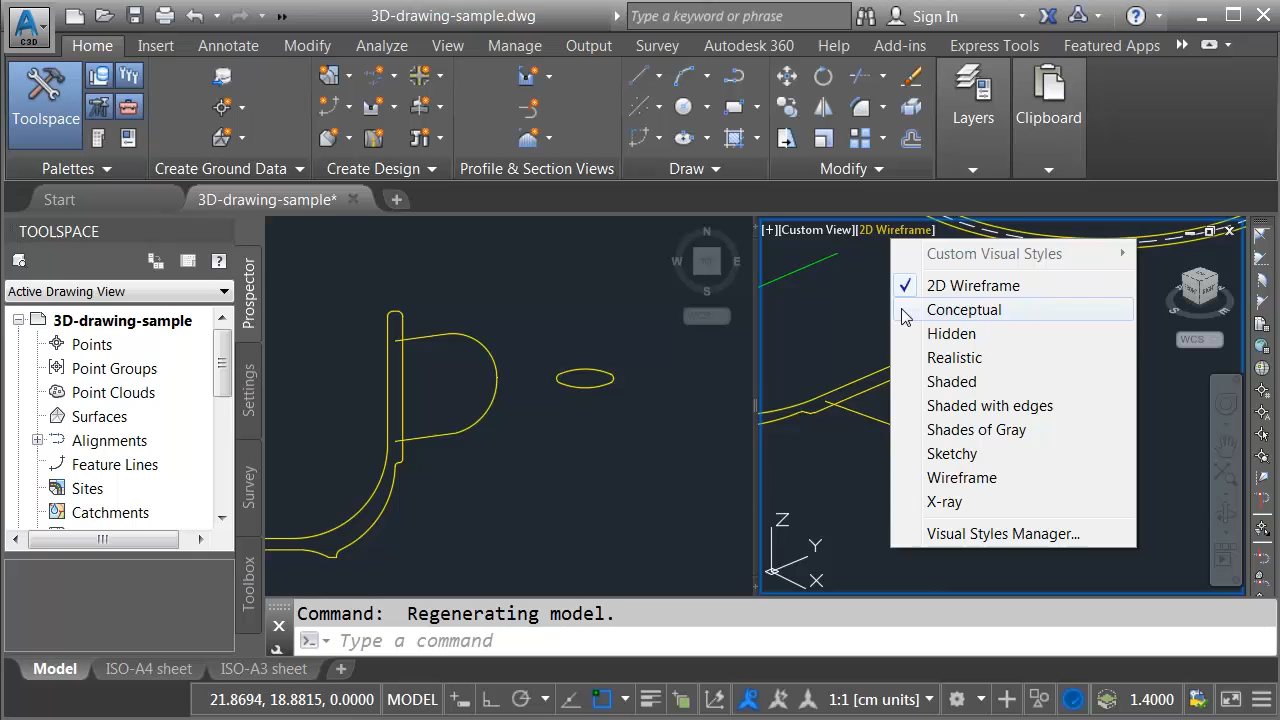 3D-drawing-sample.dwg
Type a keyword or phrase
Sign In
C3D
Home Insert Annotate Modify Analyze View Manage Output Survey Autodesk 360 Help Add-ins Express Tools Featured Apps
Toolspace
Layers
Clipboard
Palettes
Create Ground Data
Create Design
Profile & Section Views
Draw
Modify
Start
3D-drawing-sample*
TOOLSPACE
Active Drawing View
3D-drawing-sample
Points
Point Groups
Point Clouds
Surfaces
Alignments
Feature Lines
Sites
Catchments
Prospector
Settings
Survey
Toolbox
N
W
E
S
WCS
[+][Custom View][2D Wireframe]
Custom Visual Styles
2D Wireframe
Conceptual
Hidden
Realistic
Shaded
Shaded with edges
Shades of Gray
Sketchy
Wireframe
X-ray
Visual Styles Manager...
WCS
Z
Y
X
Command: Regenerating model.
Type a command
Model
ISO-A4 sheet
ISO-A3 sheet
21.8694, 18.8815, 0.0000
MODEL
1:1 [cm units]
1.4000